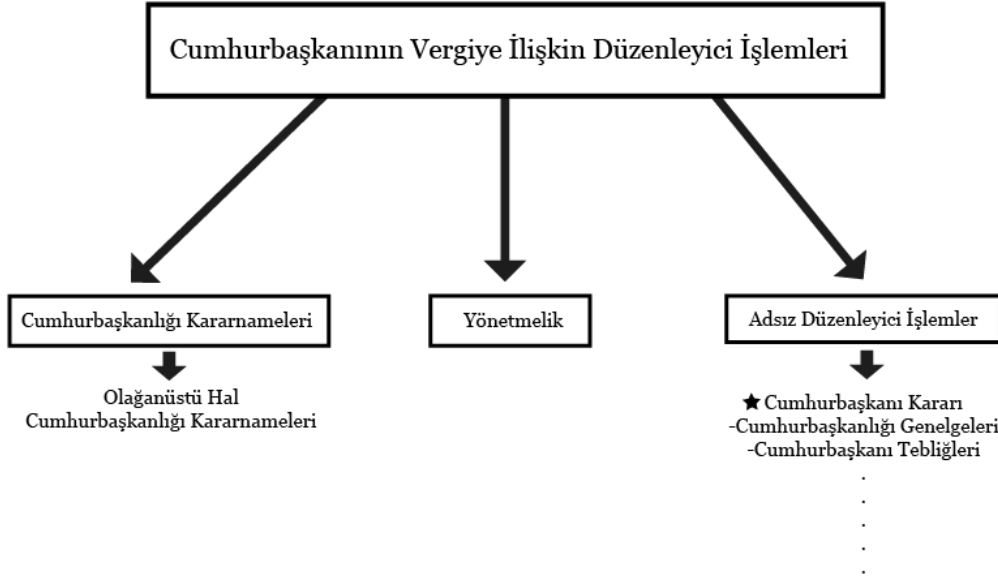 Cumhurbaşkanının Vergiye İlişkin Düzenleyici İşlemleri
Cumhurbaşkanlığı Kararnameleri
Yönetmelik
Adsız Düzenleyici İşlemler
Olağanüstü Hal
Cumhurbaşkanlığı Kararnameleri
★ Cumhurbaşkanı Kararı
-Cumhurbaşkanlığı Genelgeleri
-Cumhurbaşkanı Tebliğleri
.
.
.
.
.